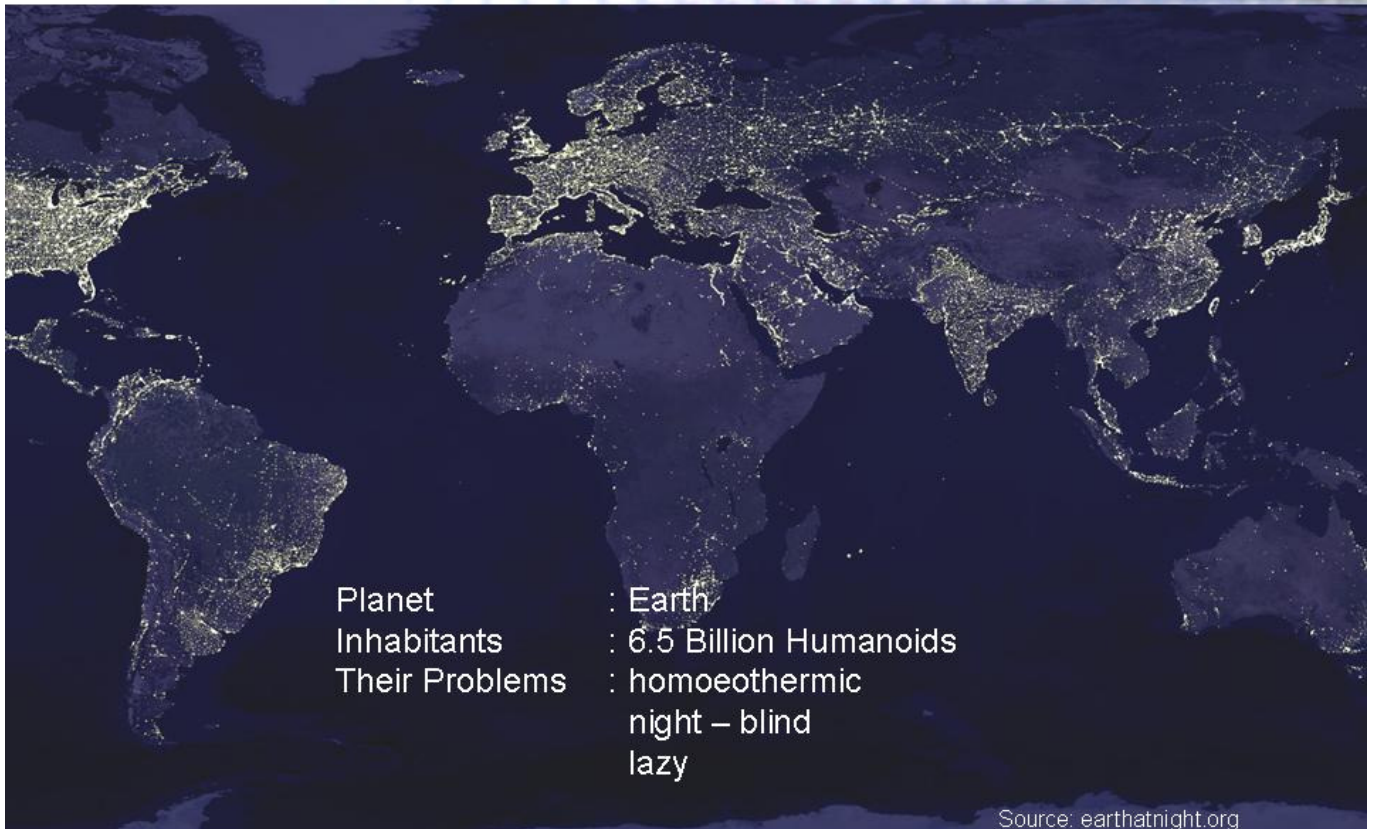 Planet : Earth
Inhabitants : 6.5 Billion Humanoids
Their Problems : homoeothermic
night – blind
lazy
Source: earthatnight.org